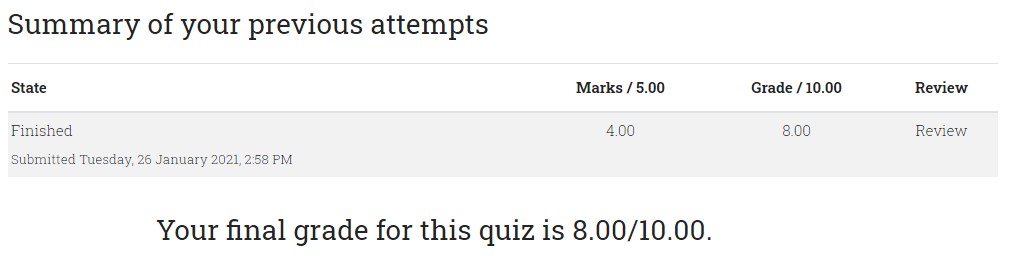 Summary of your previous attempts
State Marks / 5.00 Grade / 10.00 Review
Finished 4.00 8.00 Review
Submitted Tuesday, 26 January 2021, 2:58 PM
Your final grade for this quiz is 8.00/10.00.